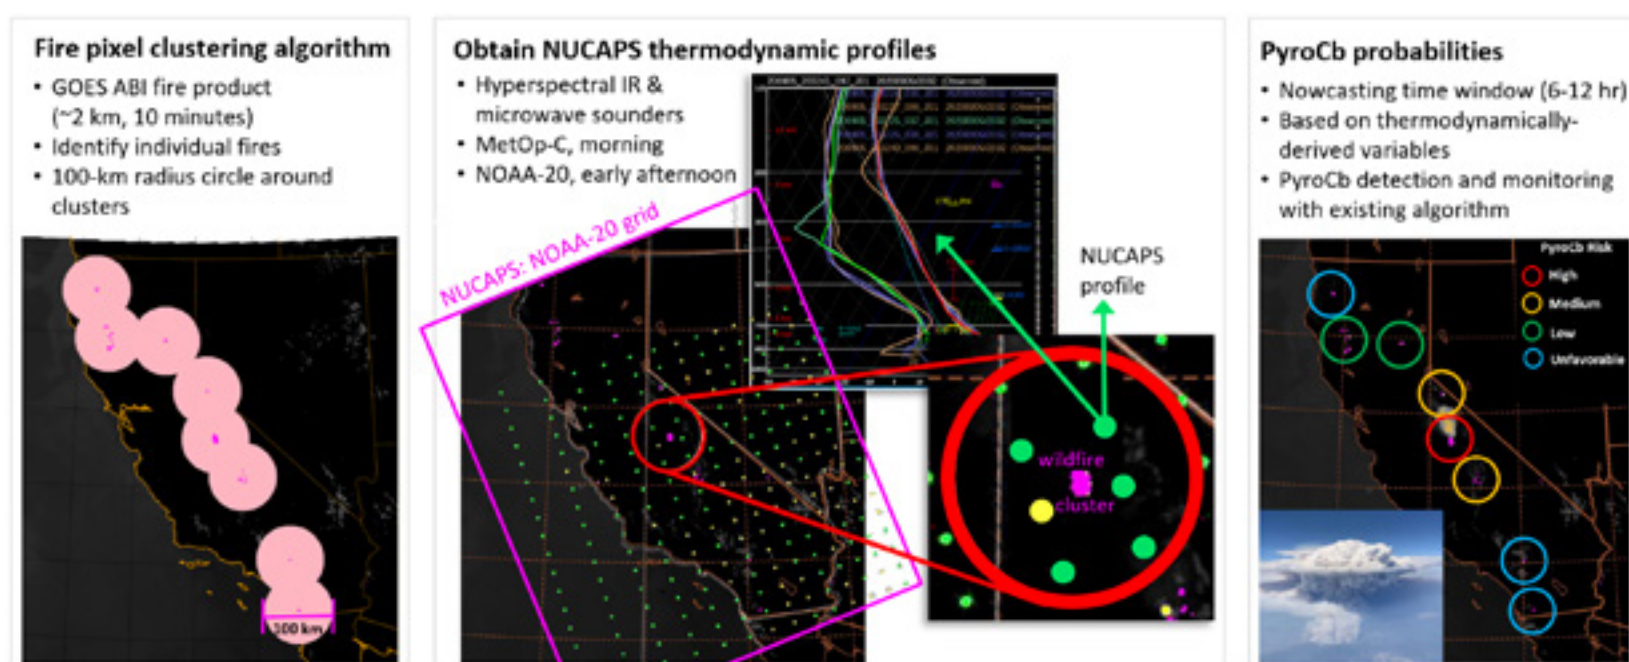 Fire pixel clustering algorithm
• GOES ABI fire product
(~2 km, 10 minutes)
• Identify individual fires
• 100-km radius circle around
clusters
100 km
Obtain NUCAPS thermodynamic profiles
• Hyperspectral IR &
microwave sounders
• MetOp-C, morning
• NOAA-20, early afternoon
NUCAPS: NOAA-20 grid
NUCAPS
profile
wildfire
cluster
PyroCb probabilities
• Nowcasting time window (6-12 hr)
• Based on thermodynamically-
derived variables
• PyroCb detection and monitoring
with existing algorithm
PyroCb Risk
High
Medium
Low
Unfavorable